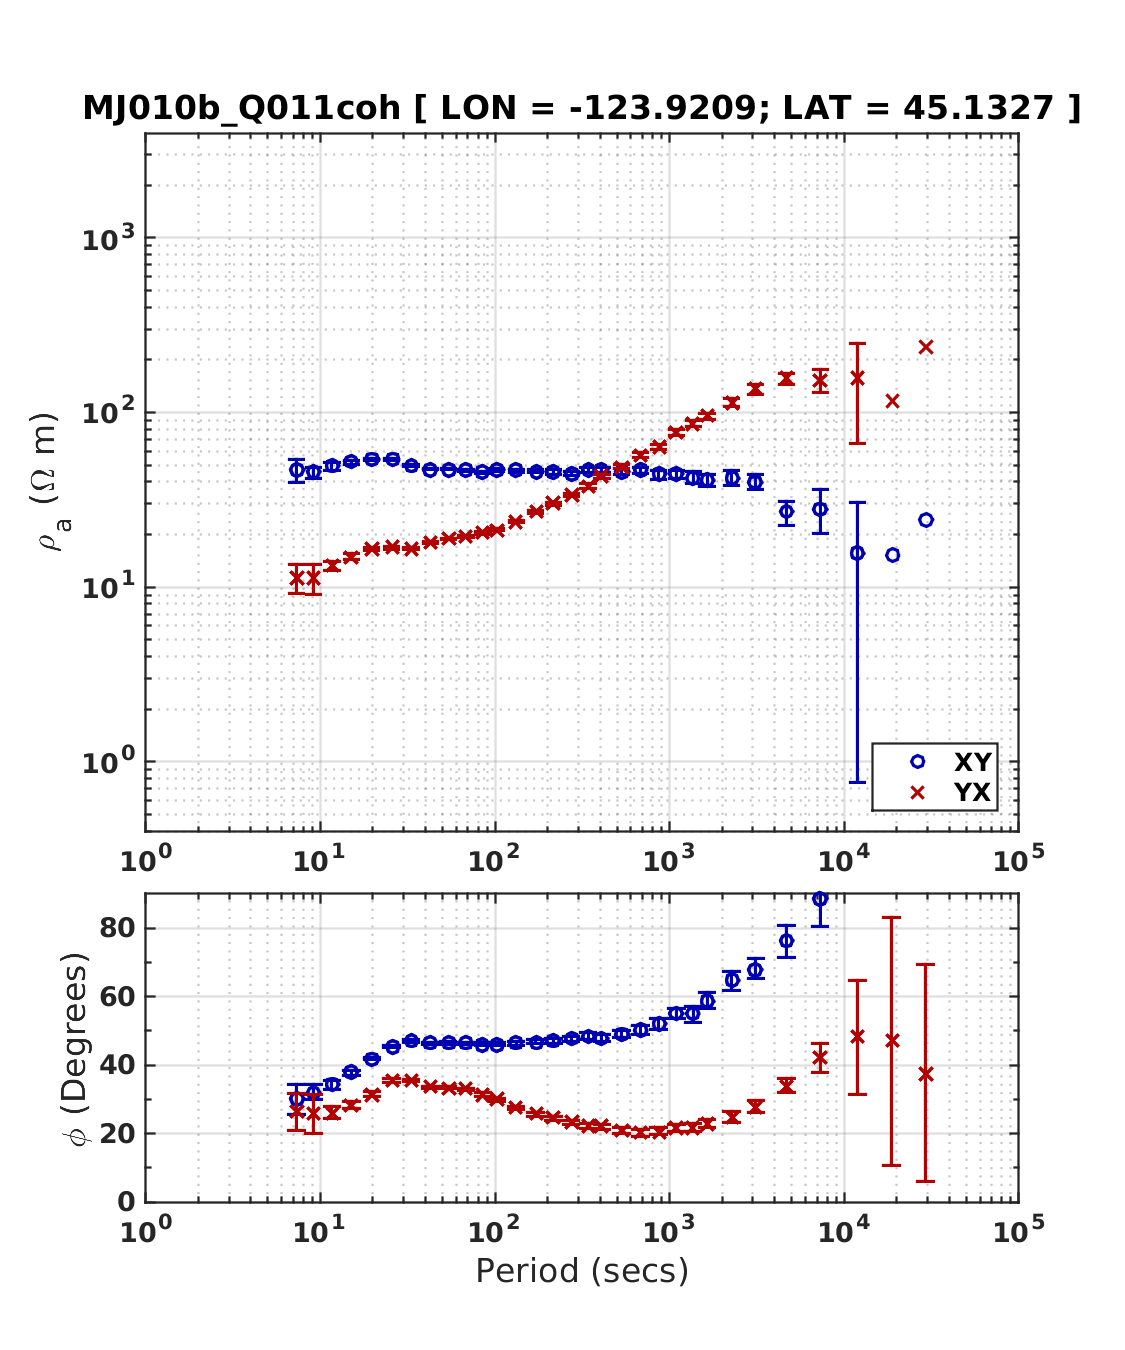 MJ010b_Q011coh [ LON = -123.9209; LAT = 45.1327 ]
10³
10²
10¹
10⁰
ρa (Ω m)
XY
YX
10⁰ 10¹ 10² 10³ 10⁴ 10⁵
80
60
40
20
0
ϕ (Degrees)
10⁰ 10¹ 10² 10³ 10⁴ 10⁵
Period (secs)